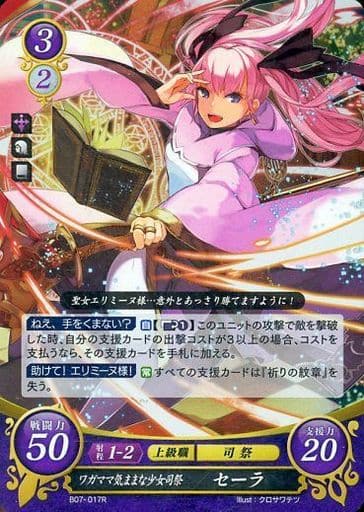 3
2
聖女エリミーヌ様…意外とあっさり勝てますように！
ねえ、手をくまない？ 自【1】このユニットの攻撃で敵を撃破
した時、自分の支援カードの出撃コストが3以上の場合、コストを
支払うなら、その支援カードを手札に加える。
助けて！エリミーヌ様！ 常 すべての支援カードは『祈りの紋章』を
失う。
戦闘力
50
射程 1-2 上級職 司祭
支援力
20
ワガママ気ままな少女司祭 セーラ
B07-017R
Illust：クロサワテツ